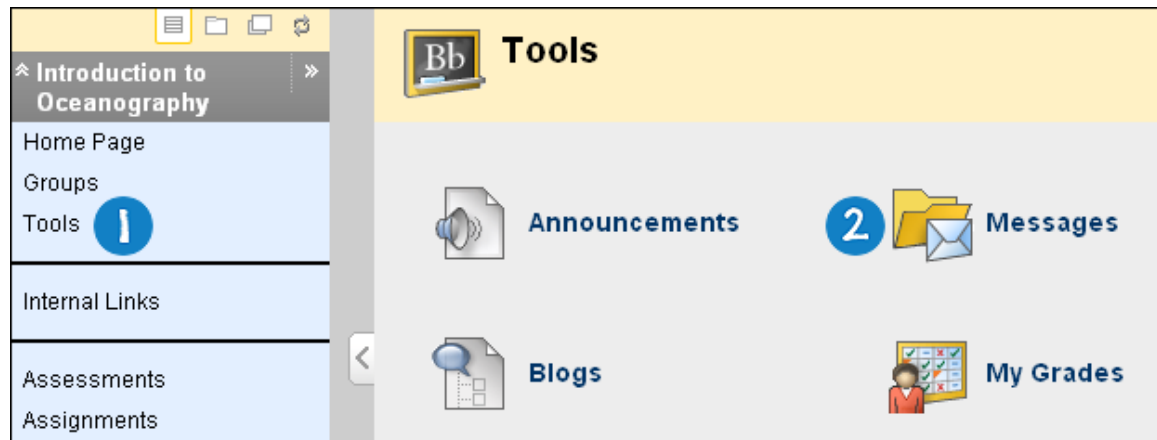 Introduction to
Oceanography
Home Page
Groups
Tools 1
Internal Links
Assessments
Assignments
Bb Tools
Announcements
2 Messages
Blogs
My Grades